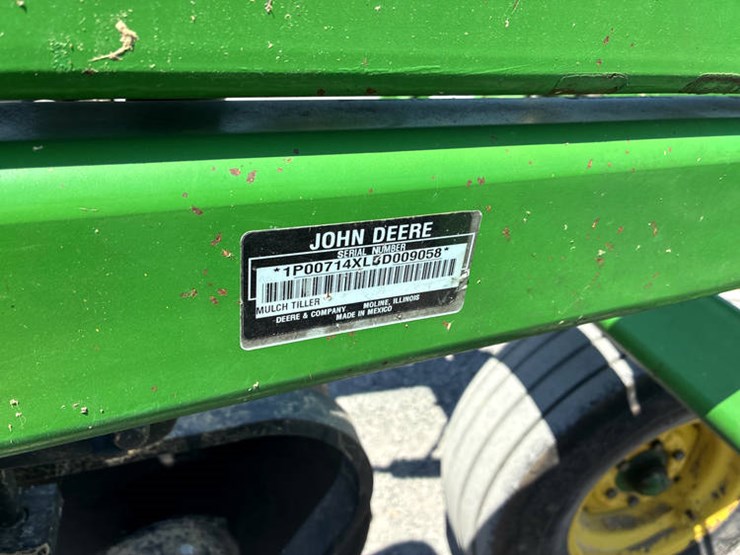 JOHN DEERE
SERIAL NUMBER
MULCH TILLER
DEERE & COMPANY MOLINE, ILLINOIS
MADE IN MEXICO